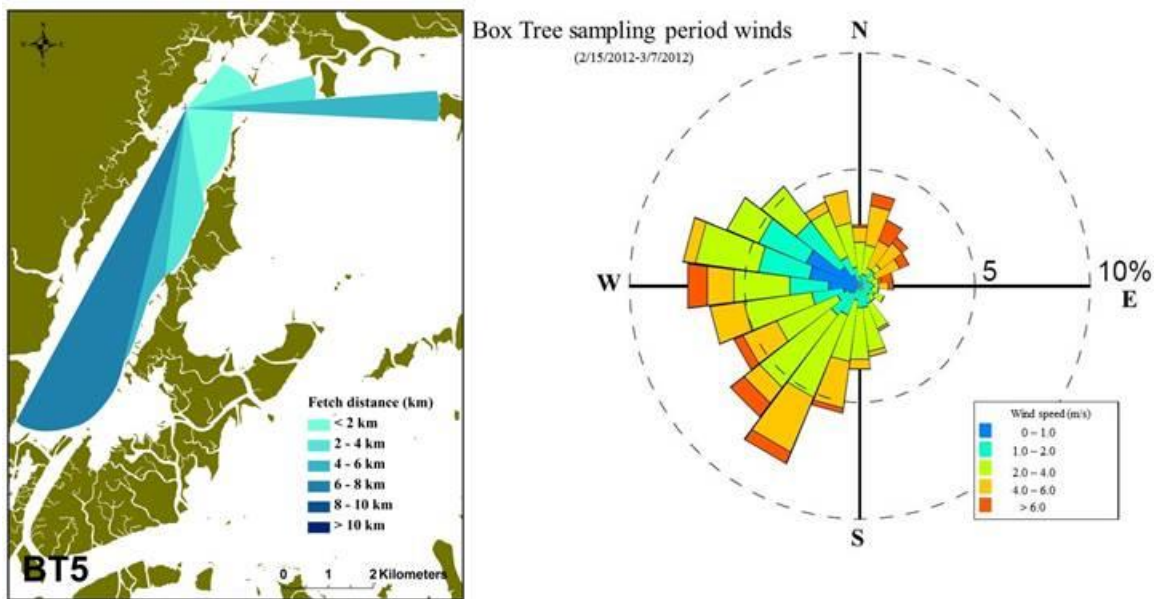 Fetch distance (km)
< 2 km
2 - 4 km
4 - 6 km
6 - 8 km
8 - 10 km
> 10 km
BT5
0 1 2 Kilometers
Box Tree sampling period winds
(2/15/2012-3/7/2012)
N
W
5
10%
E
S
Wind speed (m/s)
0 – 1.0
1.0 – 2.0
2.0 – 4.0
4.0 – 6.0
> 6.0